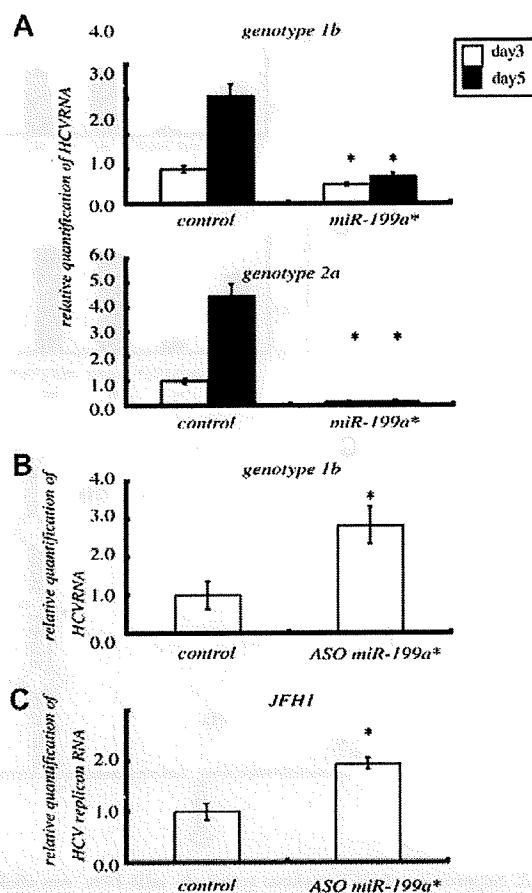 A
genotype 1b
day3
day5
relative quantification of HCVRNA
4.0
3.0
1.0
0.0
* *
control
miR-199a*
genotype 2a
6.0
5.0
4.0
3.0
2.0
1.0
0.0
* *
control
miR-199a*
B
genotype 1b
relative quantification of
HCVRNA
4.0
3.0
2.0
1.0
0.0
*
control
ASO miR-199a*
C
JFH1
relative quantification of
HCV replicon RNA
2.0
1.0
0.0
*
control
ASO miR-199a*